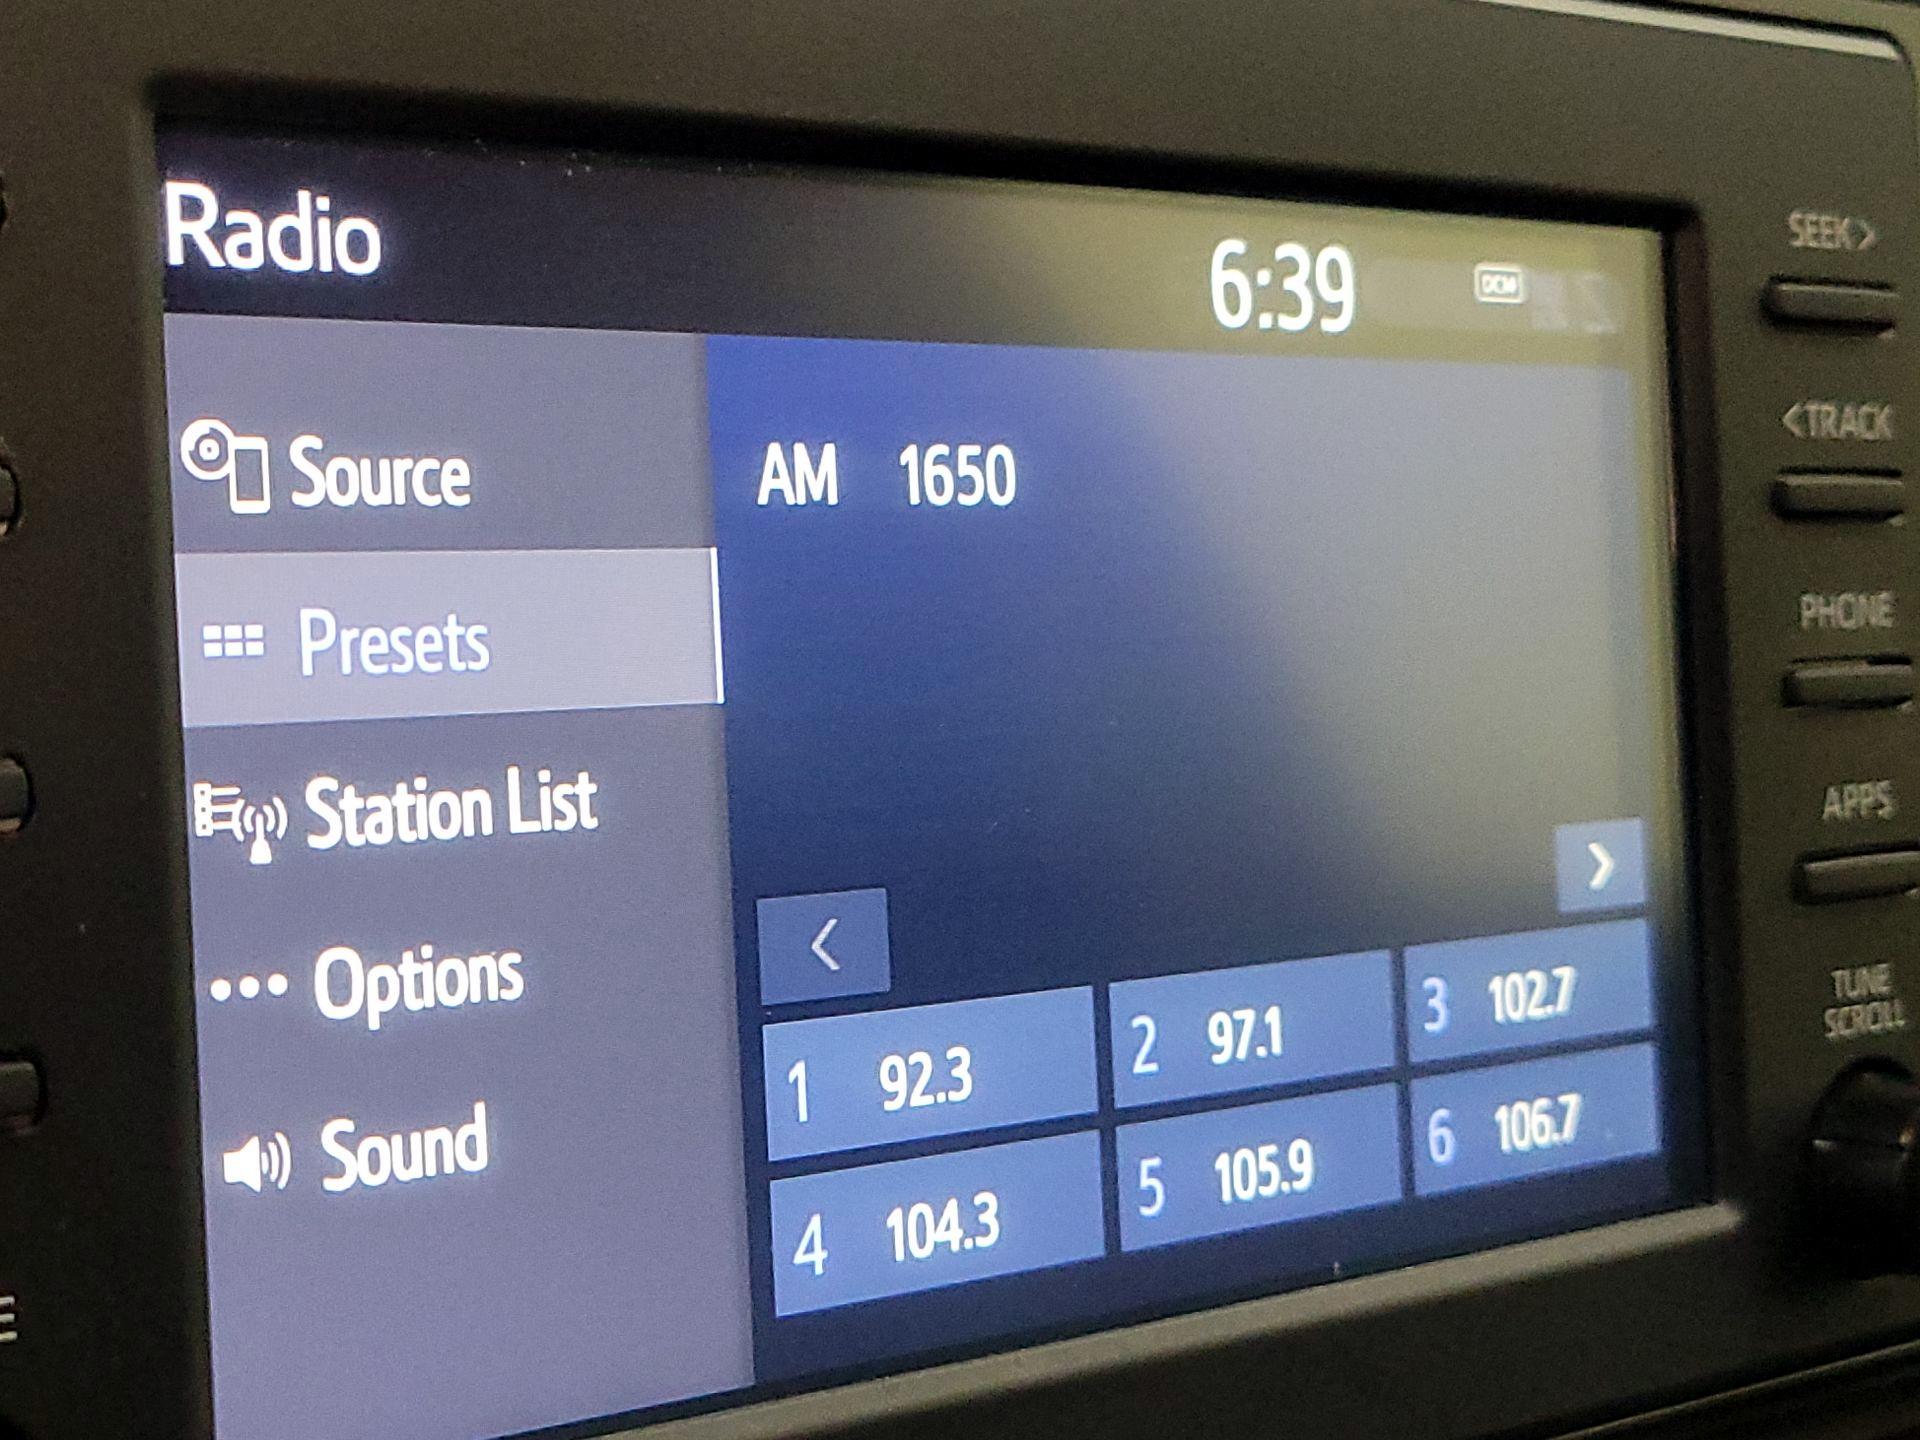 Radio
6:39
DCM
Source
Presets
Station List
Options
Sound
AM 1650
<
>
1 92.3
2 97.1
3 102.7
4 104.3
5 105.9
6 106.7
SEEK>
<TRACK
PHONE
APPS
TUNE
SCROLL
E